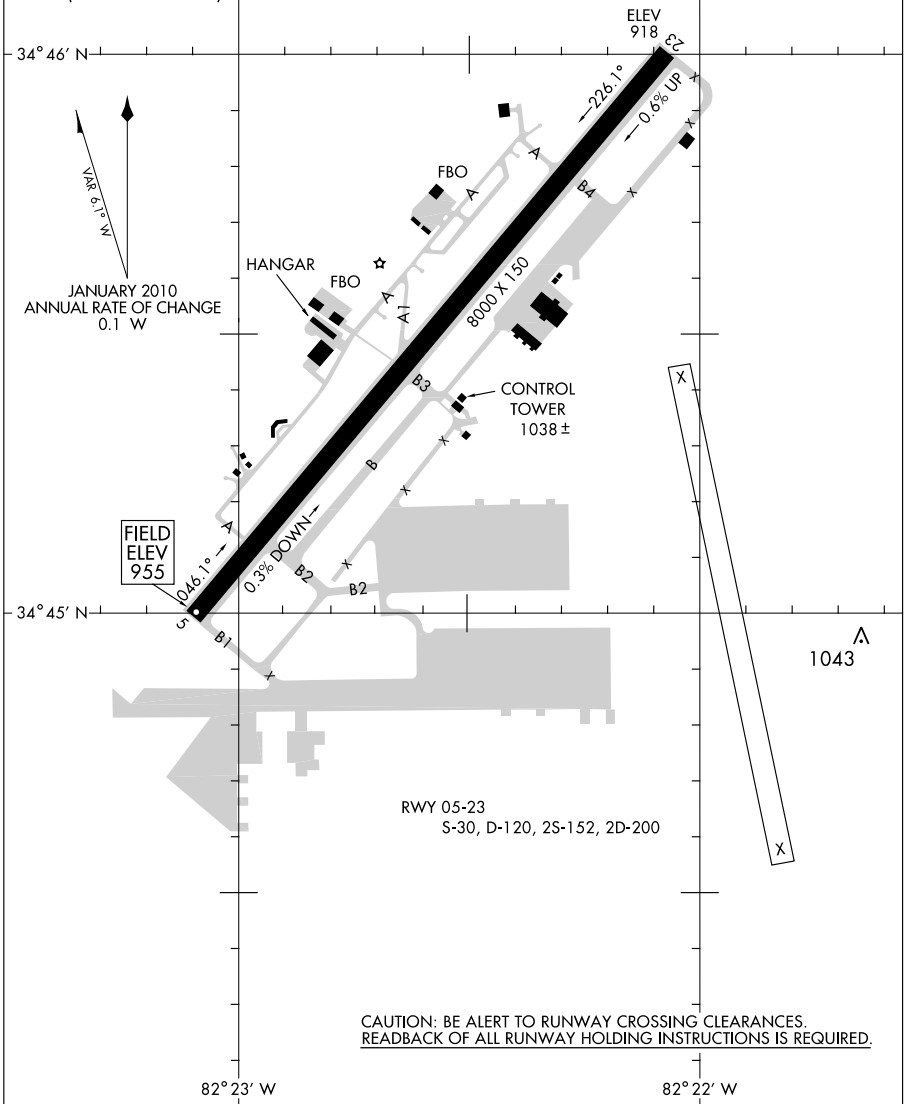 ELEV
918
23
34°46' N
226.1°
0.6% UP
A
VAR 6.1° W
FBO
A
B4
JANUARY 2010
ANNUAL RATE OF CHANGE
0.1 W
HANGAR
FBO
A
A1
8000 X 150
B3
CONTROL
TOWER
1038 ±
X
B
A
FIELD
ELEV
955
046.1°
0.3% DOWN
B2
B2
34°45' N
5
B1
1043
RWY 05-23
S-30, D-120, 2S-152, 2D-200
X
CAUTION: BE ALERT TO RUNWAY CROSSING CLEARANCES.
READBACK OF ALL RUNWAY HOLDING INSTRUCTIONS IS REQUIRED.
82°23' W
82°22' W